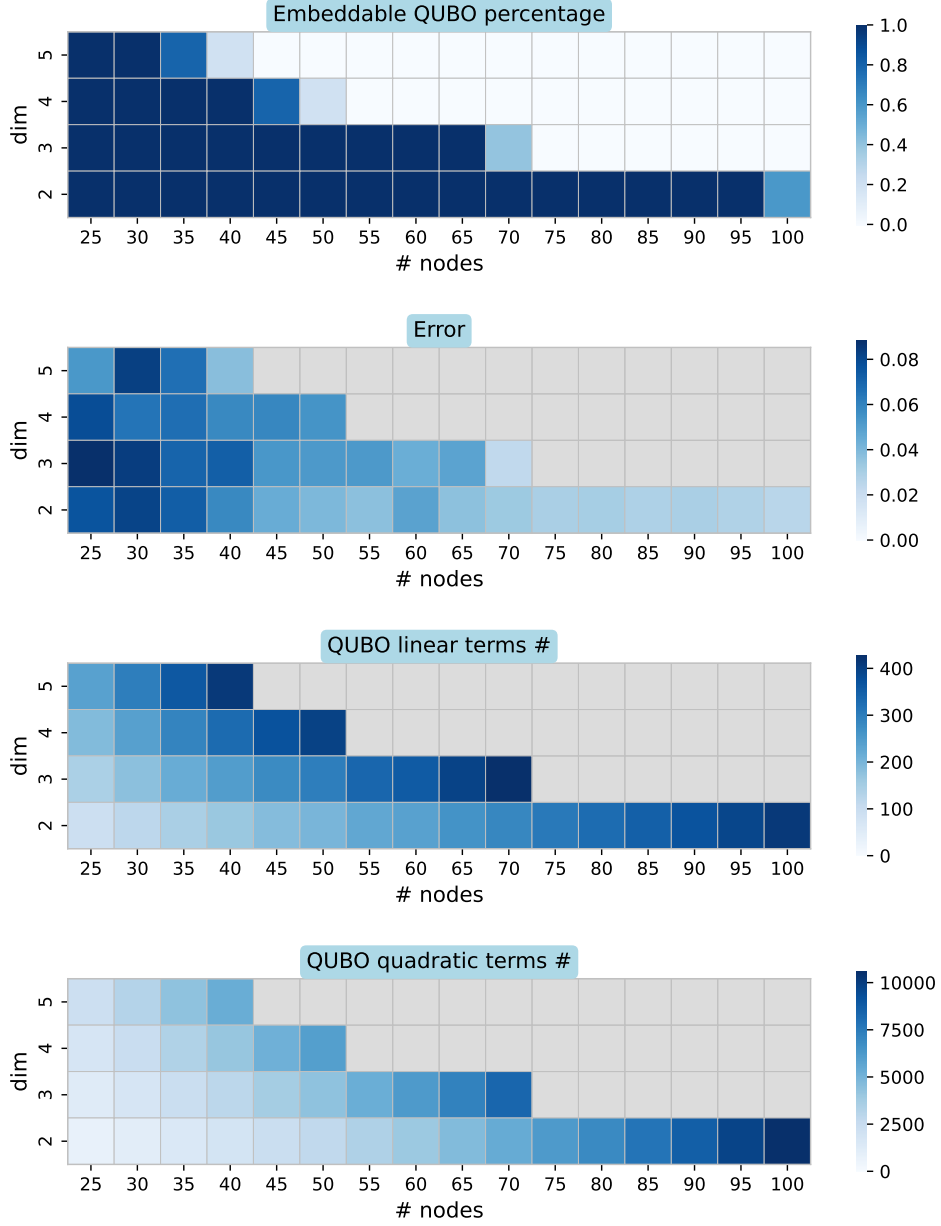 Embeddable QUBO percentage
dim
5
4
3
2
25 30 35 40 45 50 55 60 65 70 75 80 85 90 95 100
# nodes
1.0
0.8
0.6
0.4
0.2
0.0
Error
dim
5
4
3
2
25 30 35 40 45 50 55 60 65 70 75 80 85 90 95 100
# nodes
0.08
0.06
0.04
0.02
0.00
QUBO linear terms #
dim
5
4
3
2
25 30 35 40 45 50 55 60 65 70 75 80 85 90 95 100
# nodes
400
300
200
100
0
QUBO quadratic terms #
dim
5
4
3
2
25 30 35 40 45 50 55 60 65 70 75 80 85 90 95 100
# nodes
10000
7500
5000
2500
0